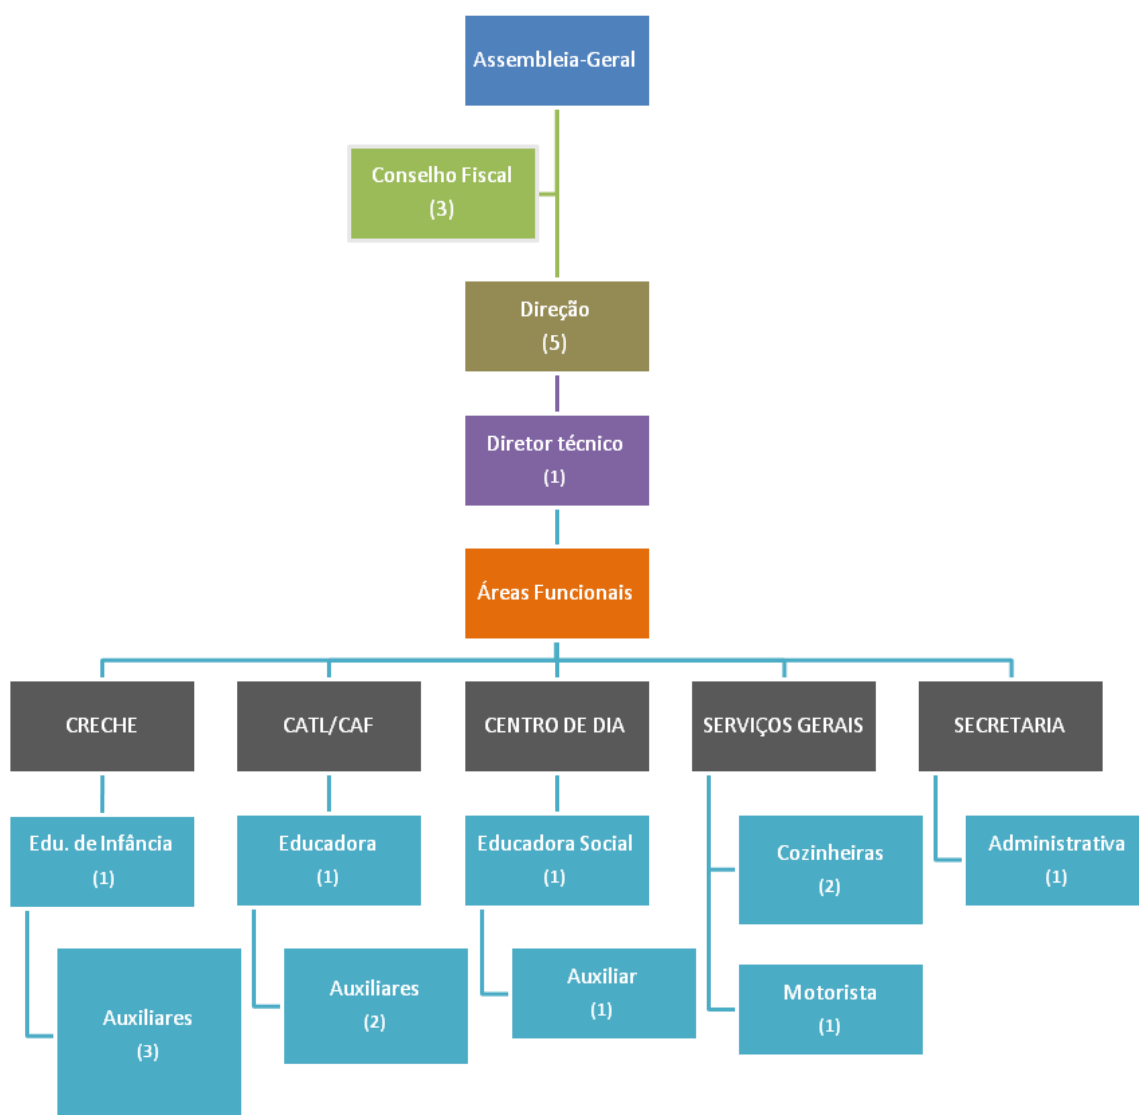 Assembleia-Geral
Conselho Fiscal
(3)
Direção
(5)
Diretor técnico
(1)
Áreas Funcionais
CRECHE
CATL/CAF
CENTRO DE DIA
SERVIÇOS GERAIS
SECRETARIA
Edu. de Infância
(1)
Educadora
(1)
Educadora Social
(1)
Cozinheiras
(2)
Administrativa
(1)
Auxiliares
(3)
Auxiliares
(2)
Auxiliar
(1)
Motorista
(1)